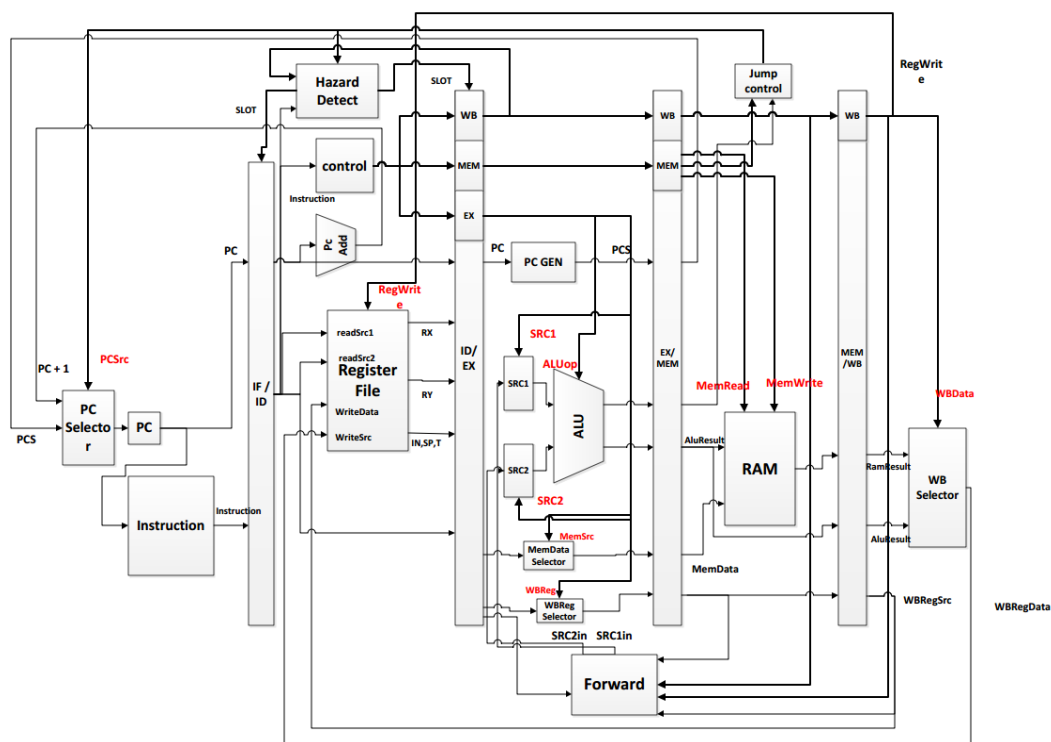 RegWrit
e
Jump
control
Hazard
Detect
SLOT
SLOT
WB
WB
WB
control
MEM
MEM
Instruction
EX
Pc
Add
PC
PC
PC GEN
PCS
RegWrit
e
readSrc1
RX
SRC1
readSrc2
Register
File
RY
WriteData
WriteSrc
IN,SP,T
PC + 1
PCSrc
PCS
PC
Selecto
r
PC
IF /
ID
ID/
EX
ALUop
SRC1
ALU
SRC2
SRC2
EX/
MEM
MEM
/WB
MemRead
MemWrite
WBData
AluResult
RAM
RamResult
WB
Selector
AluResult
Instruction
Instruction
MemSrc
MemData
Selector
MemData
WBReg
WBReg
Selector
WBRegSrc
WBRegData
SRC2in
SRC1in
Forward